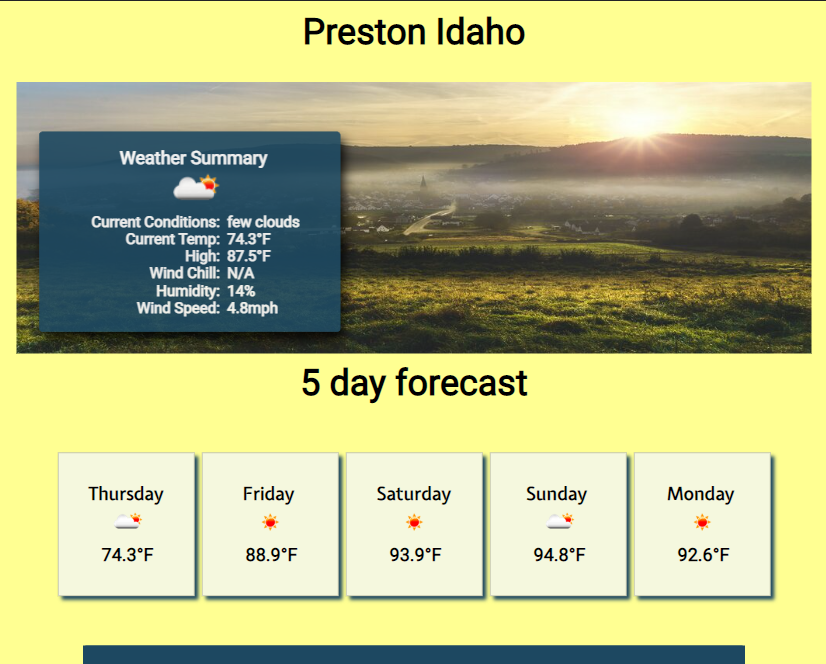 Preston Idaho
Weather Summary
Current Conditions: few clouds
Current Temp: 74.3°F
High: 87.5°F
Wind Chill: N/A
Humidity: 14%
Wind Speed: 4.8mph
5 day forecast
Thursday Friday Saturday Sunday Monday
74.3°F 88.9°F 93.9°F 94.8°F 92.6°F